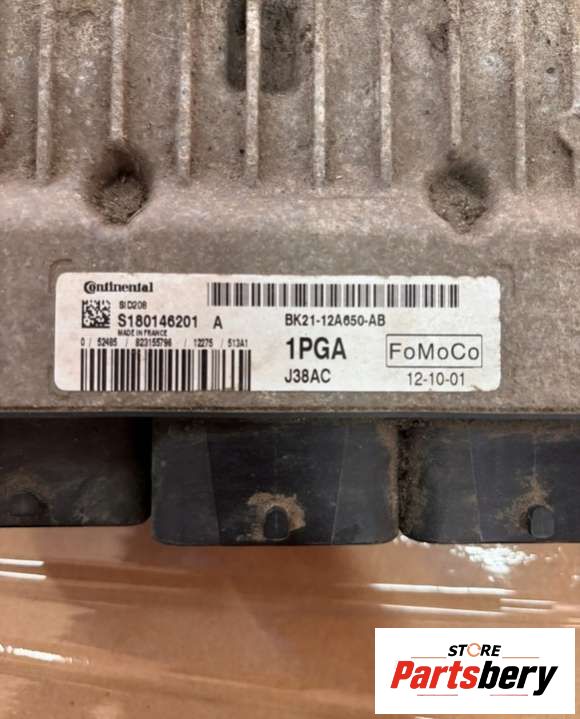 Continental
SID208
S180146201 A
MADE IN FRANCE
0 / 52485 / 823155796 / 12275 / 513A1
BK21-12A650-AB
1PGA
FoMoCo
J38AC
12-10-01
STORE
Partsbery